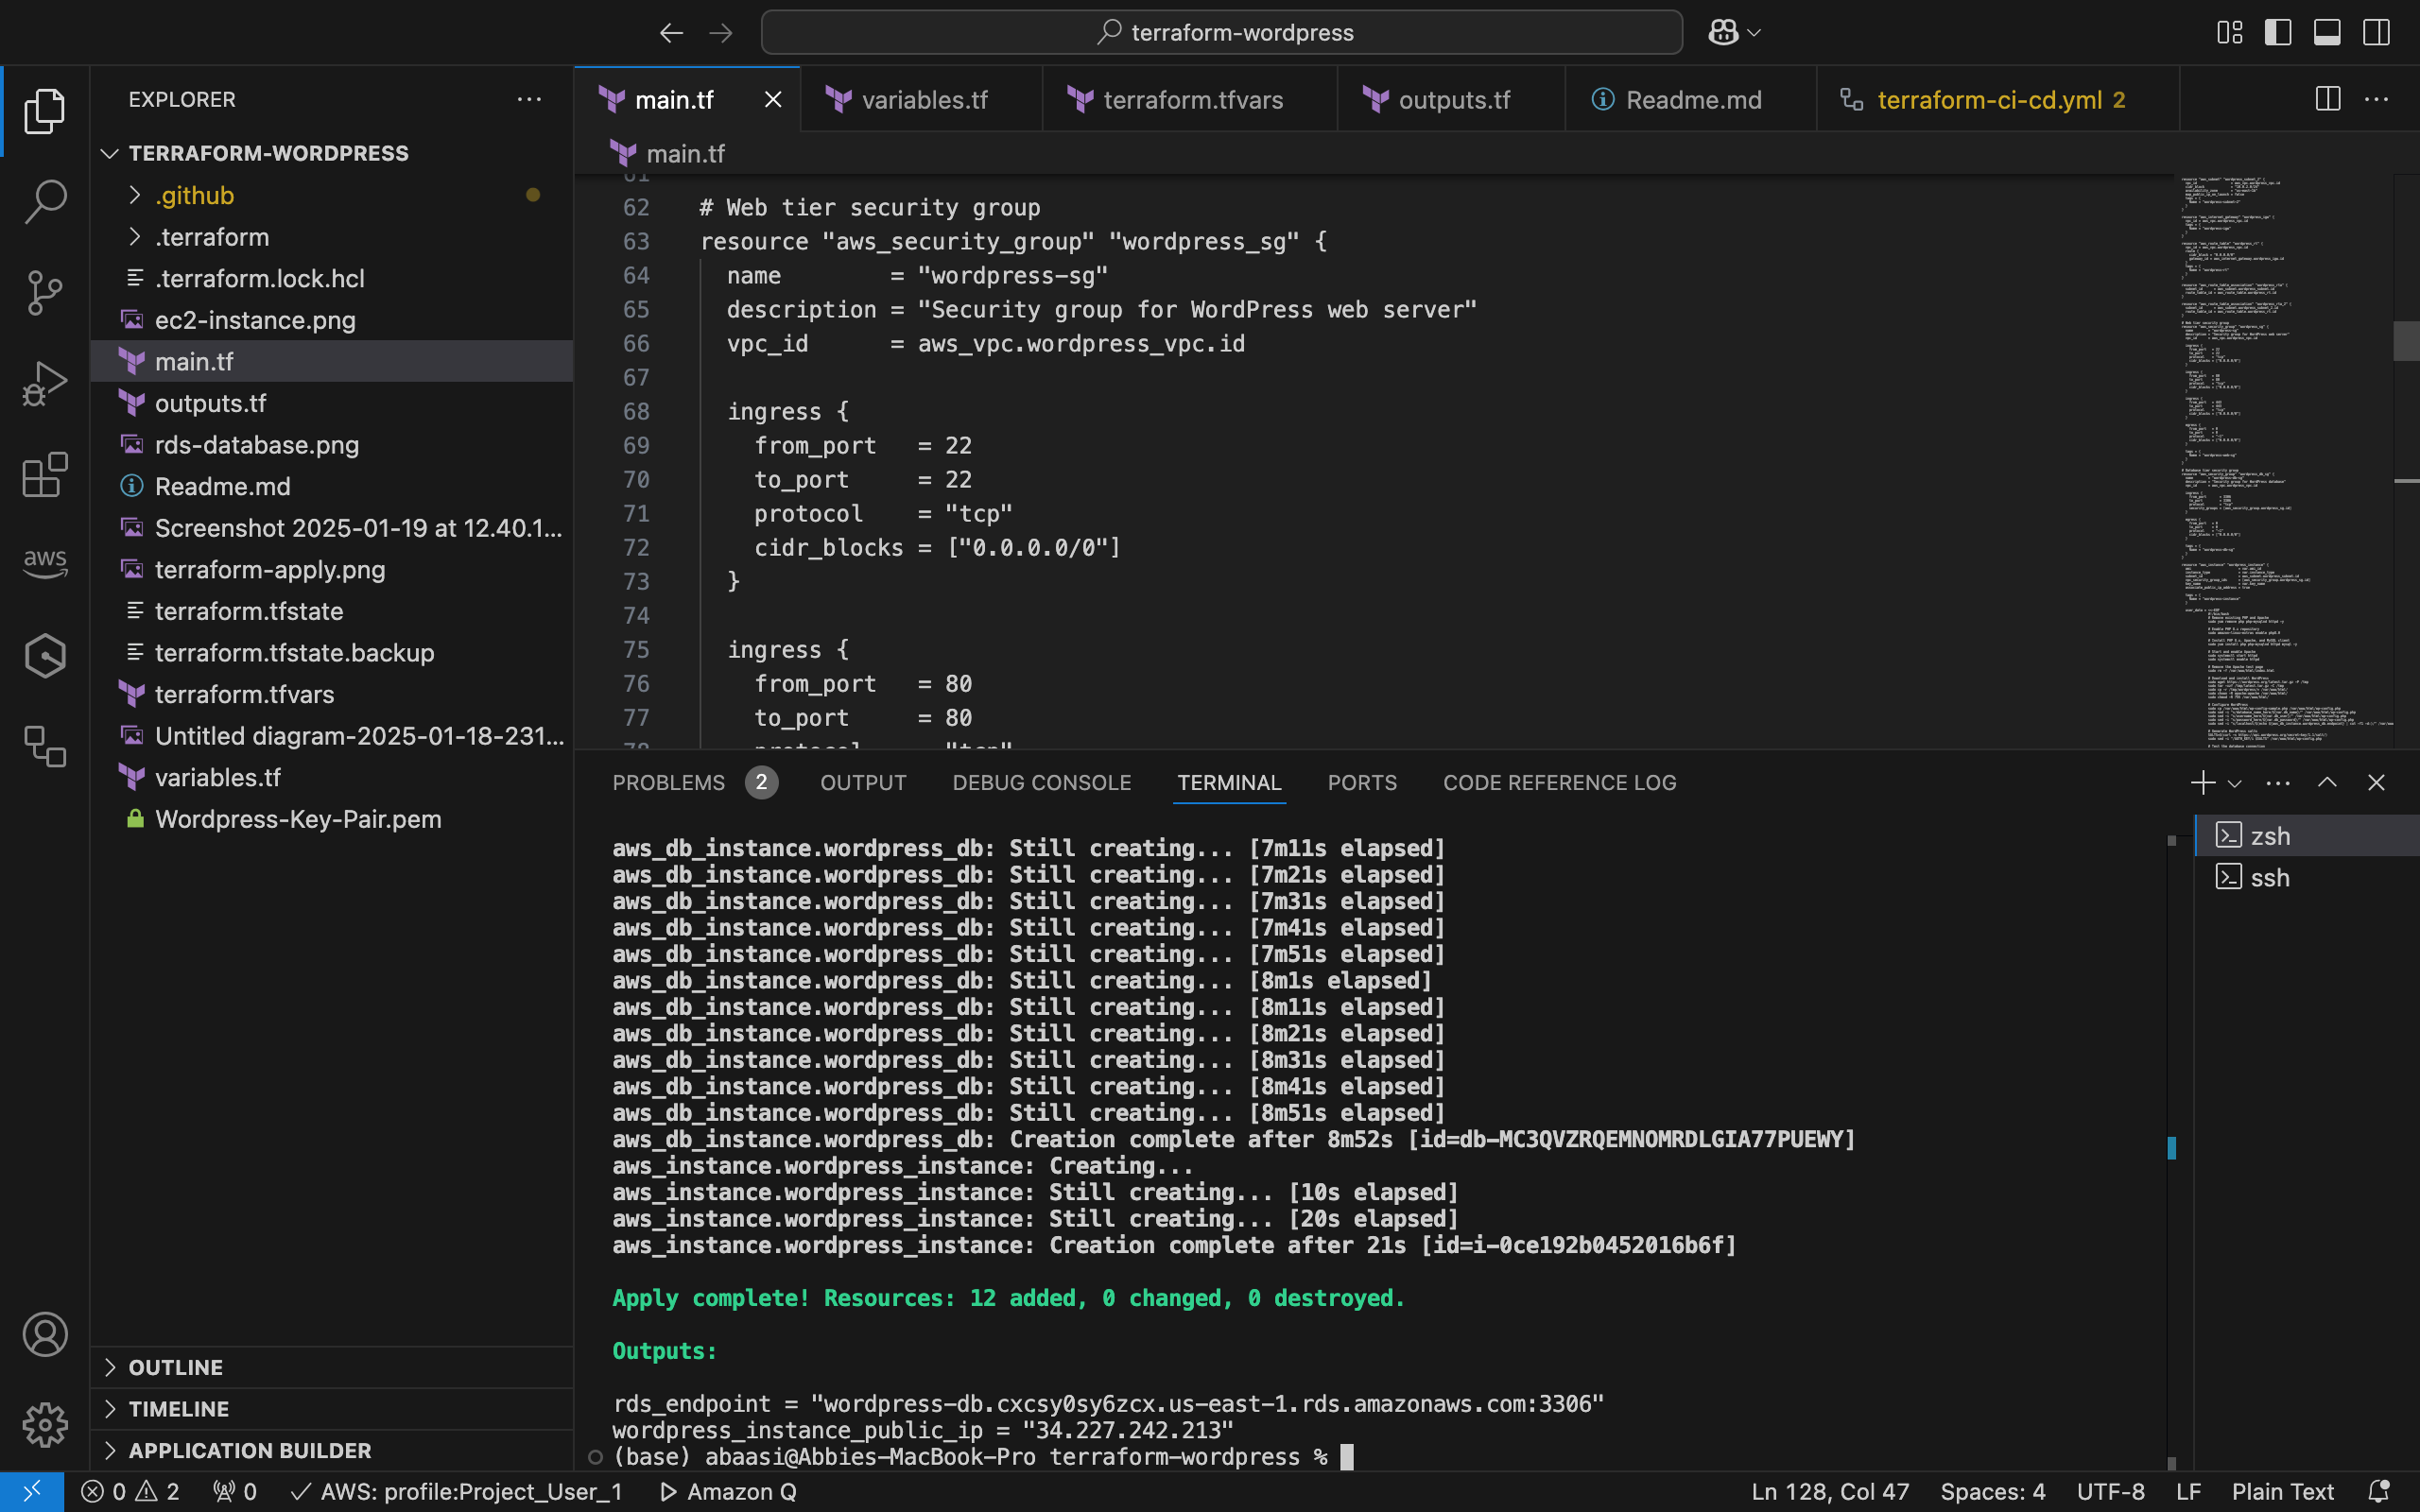 terraform-wordpress
EXPLORER
TERRAFORM-WORDPRESS
.github
.terraform
.terraform.lock.hcl
ec2-instance.png
main.tf
outputs.tf
rds-database.png
Readme.md
Screenshot 2025-01-19 at 12.40.1...
terraform-apply.png
terraform.tfstate
terraform.tfstate.backup
terraform.tfvars
Untitled diagram-2025-01-18-231...
variables.tf
Wordpress-Key-Pair.pem
OUTLINE
TIMELINE
APPLICATION BUILDER
aws
main.tf variables.tf terraform.tfvars outputs.tf Readme.md terraform-ci-cd.yml 2
main.tf
61
62 # Web tier security group
63 resource "aws_security_group" "wordpress_sg" {
64 name = "wordpress-sg"
65 description = "Security group for WordPress web server"
66 vpc_id = aws_vpc.wordpress_vpc.id
67
68 ingress {
69 from_port = 22
70 to_port = 22
71 protocol = "tcp"
72 cidr_blocks = ["0.0.0.0/0"]
73 }
74
75 ingress {
76 from_port = 80
77 to_port = 80
78 protocol = "tcp"
PROBLEMS 2 OUTPUT DEBUG CONSOLE TERMINAL PORTS CODE REFERENCE LOG
zsh
ssh
aws_db_instance.wordpress_db: Still creating... [7m11s elapsed]
aws_db_instance.wordpress_db: Still creating... [7m21s elapsed]
aws_db_instance.wordpress_db: Still creating... [7m31s elapsed]
aws_db_instance.wordpress_db: Still creating... [7m41s elapsed]
aws_db_instance.wordpress_db: Still creating... [7m51s elapsed]
aws_db_instance.wordpress_db: Still creating... [8m1s elapsed]
aws_db_instance.wordpress_db: Still creating... [8m11s elapsed]
aws_db_instance.wordpress_db: Still creating... [8m21s elapsed]
aws_db_instance.wordpress_db: Still creating... [8m31s elapsed]
aws_db_instance.wordpress_db: Still creating... [8m41s elapsed]
aws_db_instance.wordpress_db: Still creating... [8m51s elapsed]
aws_db_instance.wordpress_db: Creation complete after 8m52s [id=db-MC3QVZRQEMNOMRDLGIA77PUEWY]
aws_instance.wordpress_instance: Creating...
aws_instance.wordpress_instance: Still creating... [10s elapsed]
aws_instance.wordpress_instance: Still creating... [20s elapsed]
aws_instance.wordpress_instance: Creation complete after 21s [id=i-0ce192b0452016b6f]
Apply complete! Resources: 12 added, 0 changed, 0 destroyed.
Outputs:
rds_endpoint = "wordpress-db.cxcsy0sy6zcx.us-east-1.rds.amazonaws.com:3306"
wordpress_instance_public_ip = "34.227.242.213"
(base) abaasi@Abbies-MacBook-Pro terraform-wordpress %
0 2 0 AWS: profile:Project_User_1 Amazon Q Ln 128, Col 47 Spaces: 4 UTF-8 LF Plain Text